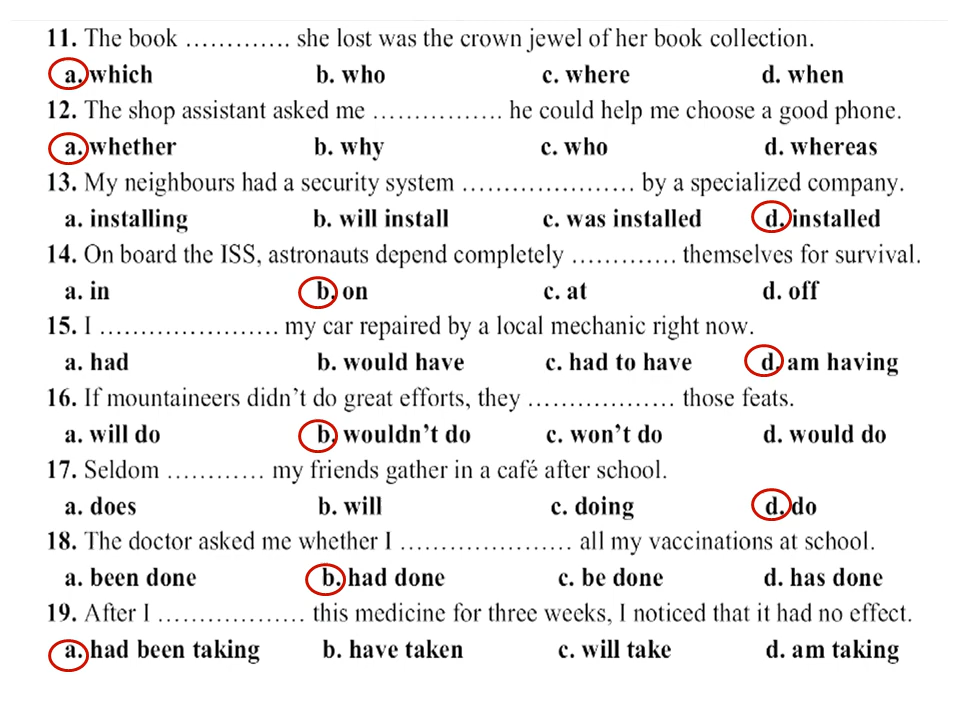 11. The book …………. she lost was the crown jewel of her book collection.
a. which b. who c. where d. when
12. The shop assistant asked me ……………. he could help me choose a good phone.
a. whether b. why c. who d. whereas
13. My neighbours had a security system …………………. by a specialized company.
a. installing b. will install c. was installed d. installed
14. On board the ISS, astronauts depend completely …………. themselves for survival.
a. in b. on c. at d. off
15. I …………………. my car repaired by a local mechanic right now.
a. had b. would have c. had to have d. am having
16. If mountaineers didn’t do great efforts, they ………………. those feats.
a. will do b. wouldn’t do c. won’t do d. would do
17. Seldom ………… my friends gather in a café after school.
a. does b. will c. doing d. do
18. The doctor asked me whether I …………………. all my vaccinations at school.
a. been done b. had done c. be done d. has done
19. After I ………………. this medicine for three weeks, I noticed that it had no effect.
a. had been taking b. have taken c. will take d. am taking